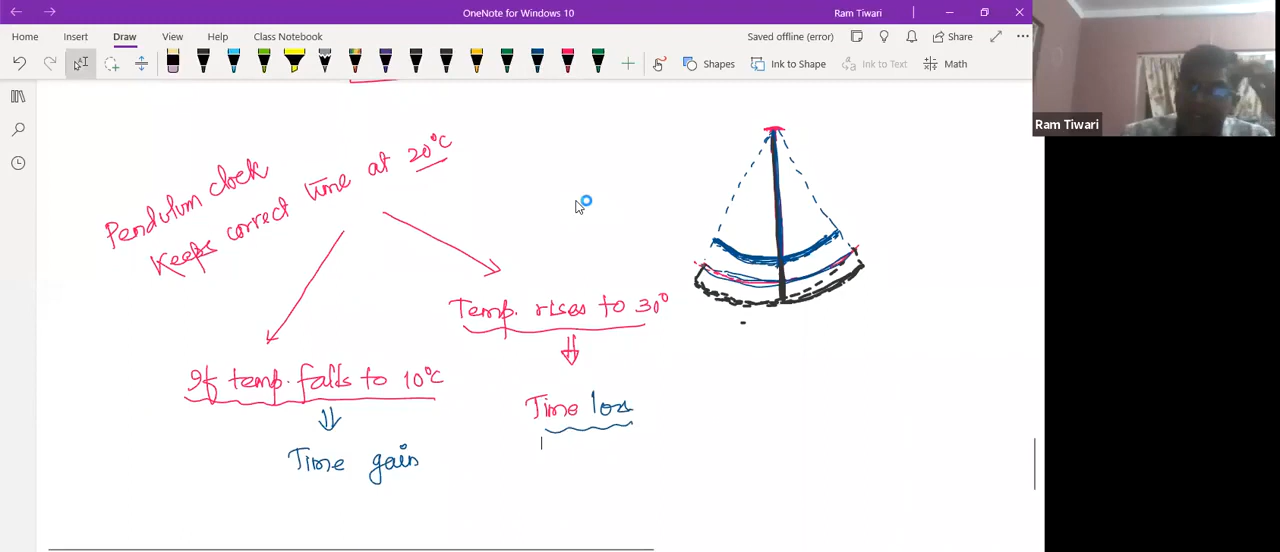 OneNote for Windows 10
Ram Tiwari
Home Insert Draw View Help Class Notebook
Saved offline (error)
Share
Shapes
Ink to Shape
Ink to Text
Math
Ram Tiwari
Pendulum clock
Keeps correct time at 20°C
Temp. rises to 30°
If temp. falls to 10°C
Time loss
Time gain